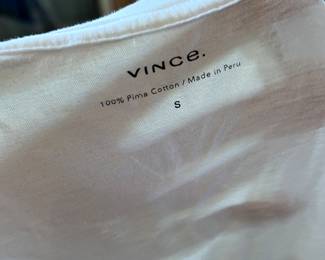 VINCe.
100% Pima Cotton / Made in Peru
S